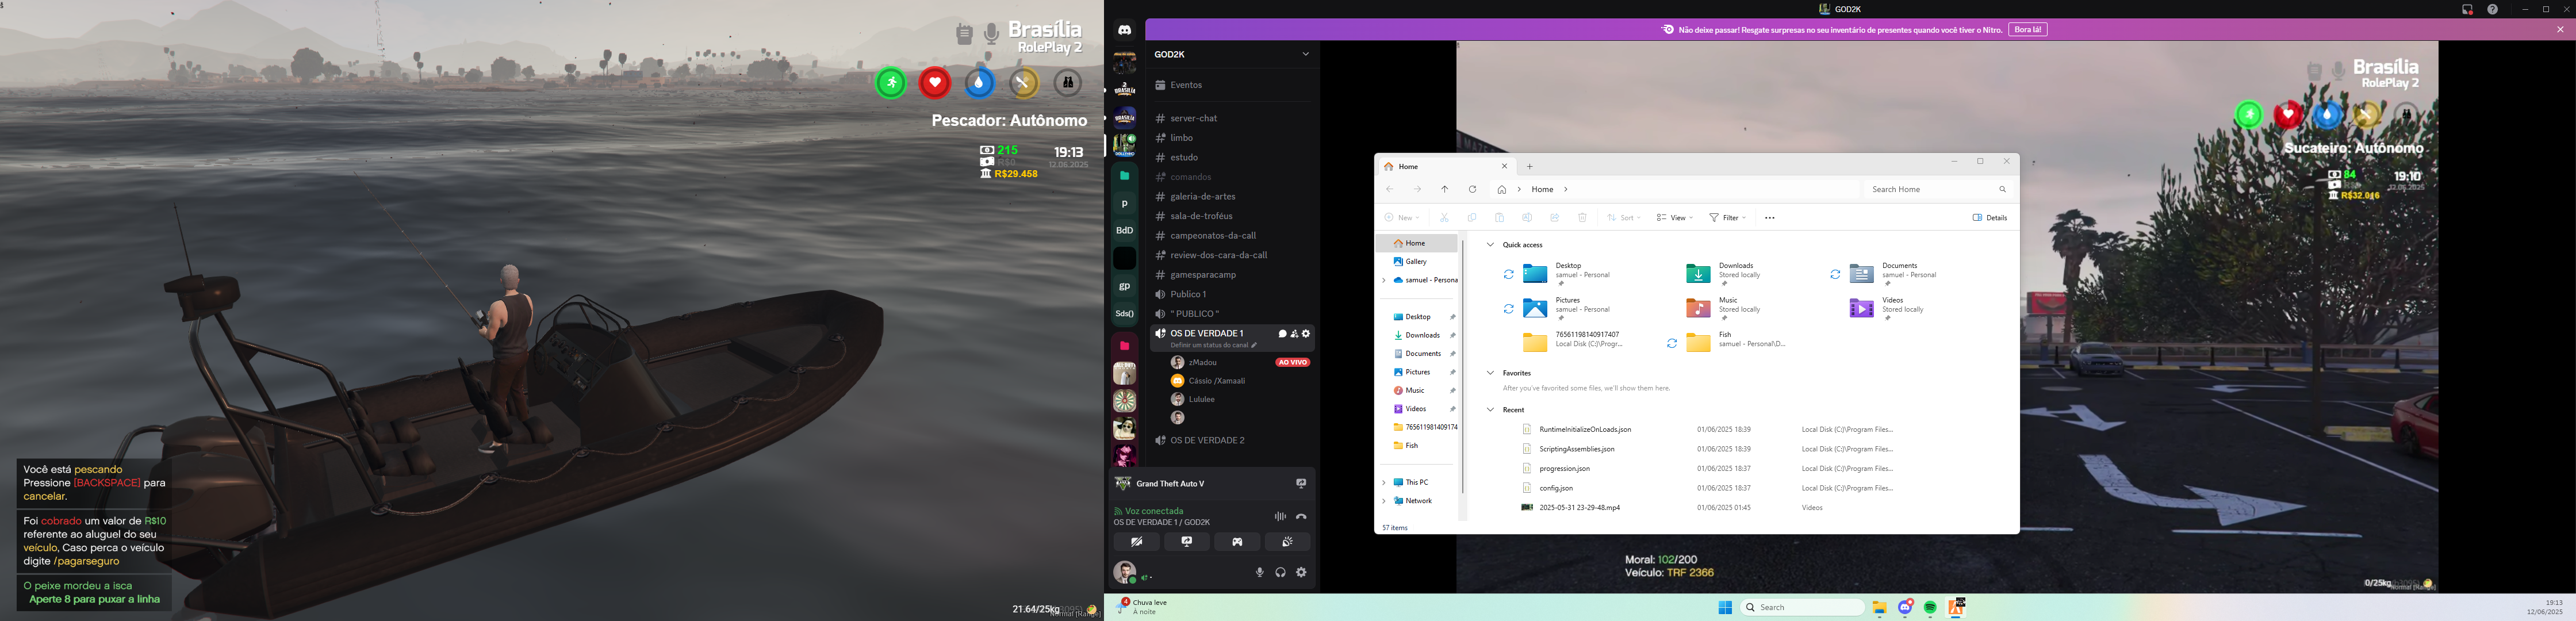 Brasília
RolePlay 2
Pescador: Autônomo
215
R$0
R$29.458
19:13
12.06.2025
Você está pescando
Pressione [BACKSPACE] para
cancelar.
Foi cobrado um valor de R$10
referente ao aluguel do seu
veículo, Caso perca o veículo
digite /pagarseguro
O peixe mordeu a isca
Aperte 8 para puxar a linha
21.64/25kg
Normal [Range]
GOD2K
Não deixe passar! Resgate surpresas no seu inventário de presentes quando você tiver o Nitro.
Bora lá!
GOD2K
Eventos
server-chat
limbo
estudo
comandos
galeria-de-artes
sala-de-troféus
campeonatos-da-call
review-dos-cara-da-call
gamesparacamp
Publico 1
" PUBLICO "
OS DE VERDADE 1
Definir um status do canal
zMadou
AO VIVO
Cássio /Xamaali
Lululee
OS DE VERDADE 2
p
BdD
gp
Sds()
Grand Theft Auto V
Voz conectada
OS DE VERDADE 1 / GOD2K
Brasília
RolePlay 2
Sucateiro: Autônomo
84
R$32.016
19:10
12.06.2025
Moral: 102/200
Veículo: TRF 2366
0/25kg
Normal [Range]
Home
Home
Search Home
New
Sort
View
Filter
Details
Home
Gallery
samuel - Persona
Desktop
Downloads
Documents
Pictures
Music
Videos
765611981409174
Fish
This PC
Network
57 items
Quick access
Desktop
samuel - Personal
Downloads
Stored locally
Documents
samuel - Personal
Pictures
samuel - Personal
Music
Stored locally
Videos
Stored locally
76561198140917407
Local Disk (C:)\Progr...
Fish
samuel - Personal\D...
Favorites
After you've favorited some files, we'll show them here.
Recent
RuntimeInitializeOnLoads.json 01/06/2025 18:39 Local Disk (C:)\Program Files...
ScriptingAssemblies.json 01/06/2025 18:39 Local Disk (C:)\Program Files...
progression.json 01/06/2025 18:37 Local Disk (C:)\Program Files...
config.json 01/06/2025 18:37 Local Disk (C:)\Program Files...
2025-05-31 23-29-48.mp4 01/06/2025 01:45 Videos
4
Chuva leve
À noite
Search
19:13
12/06/2025